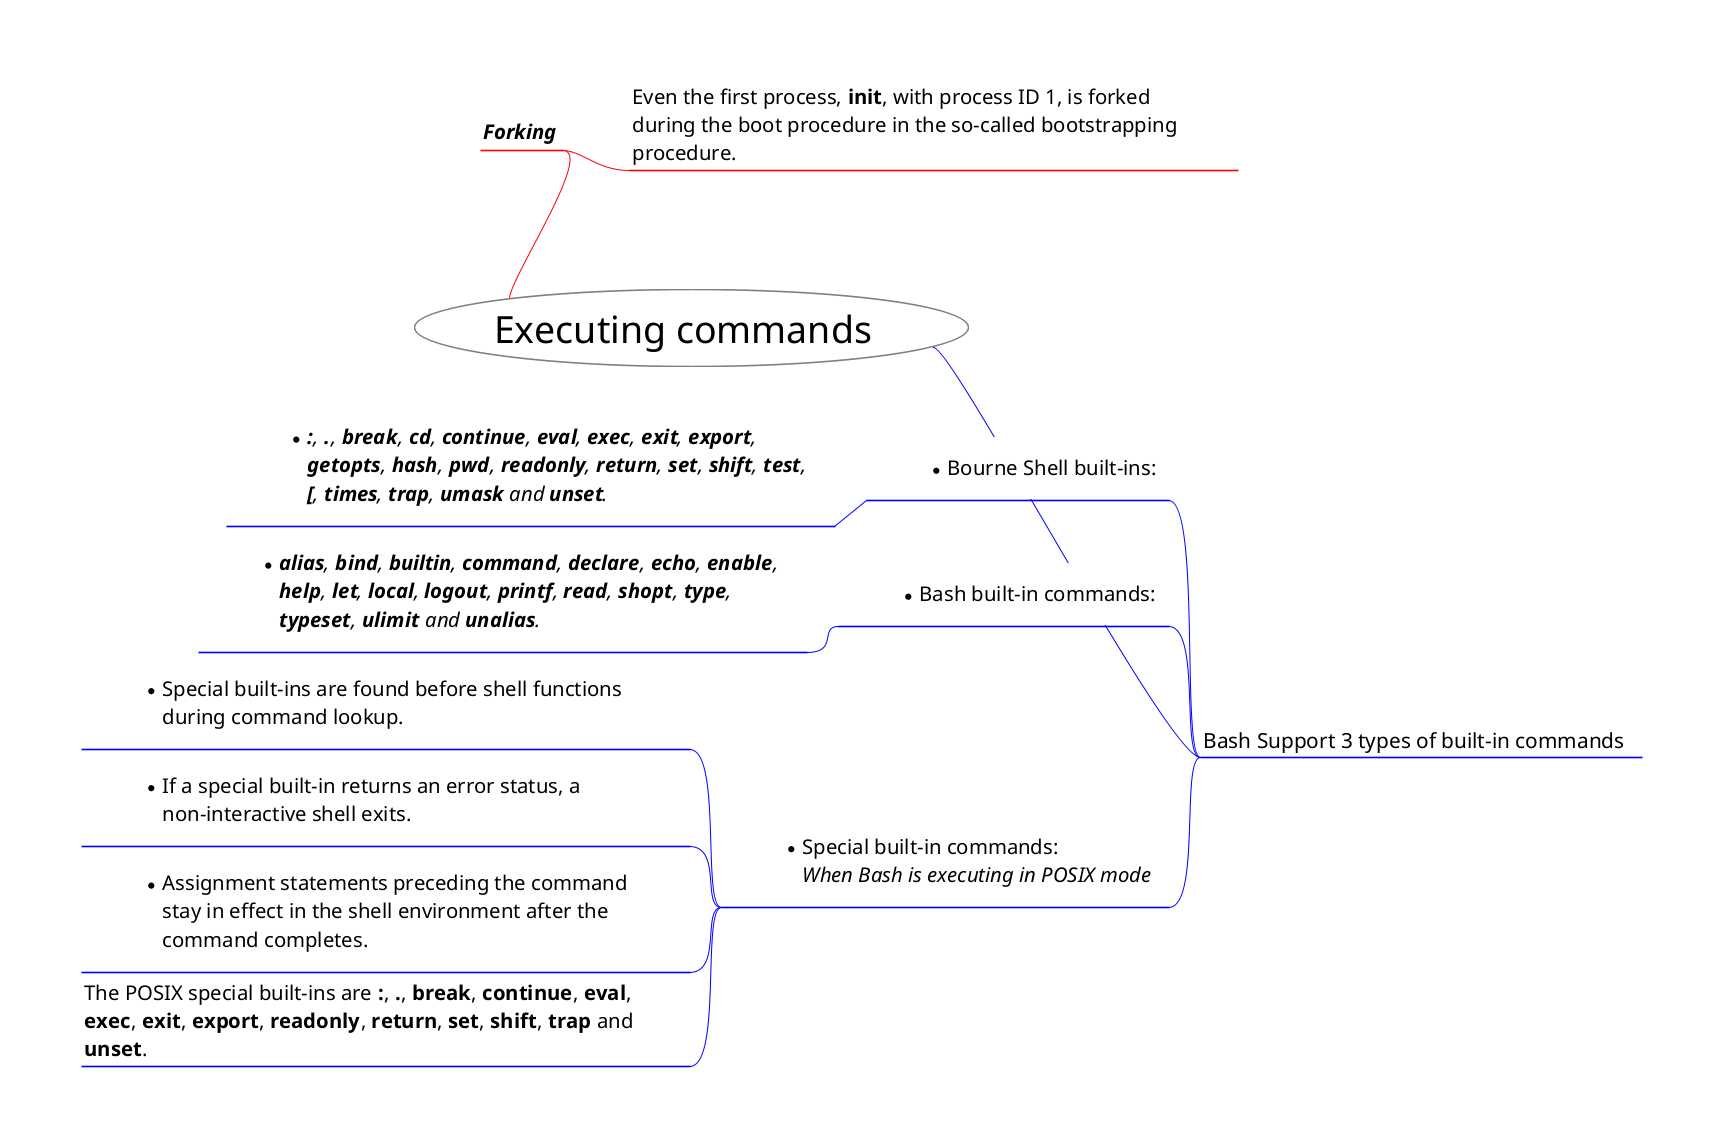 Even the first process, init, with process ID 1, is forked
during the boot procedure in the so-called bootstrapping
procedure.
Forking
Executing commands
• :, ., break, cd, continue, eval, exec, exit, export,
getopts, hash, pwd, readonly, return, set, shift, test,
[, times, trap, umask and unset.
• Bourne Shell built-ins:
• alias, bind, builtin, command, declare, echo, enable,
help, let, local, logout, printf, read, shopt, type,
typeset, ulimit and unalias.
• Bash built-in commands:
• Special built-ins are found before shell functions
during command lookup.
Bash Support 3 types of built-in commands
• If a special built-in returns an error status, a
non-interactive shell exits.
• Special built-in commands:
When Bash is executing in POSIX mode
• Assignment statements preceding the command
stay in effect in the shell environment after the
command completes.
The POSIX special built-ins are :, ., break, continue, eval,
exec, exit, export, readonly, return, set, shift, trap and
unset.